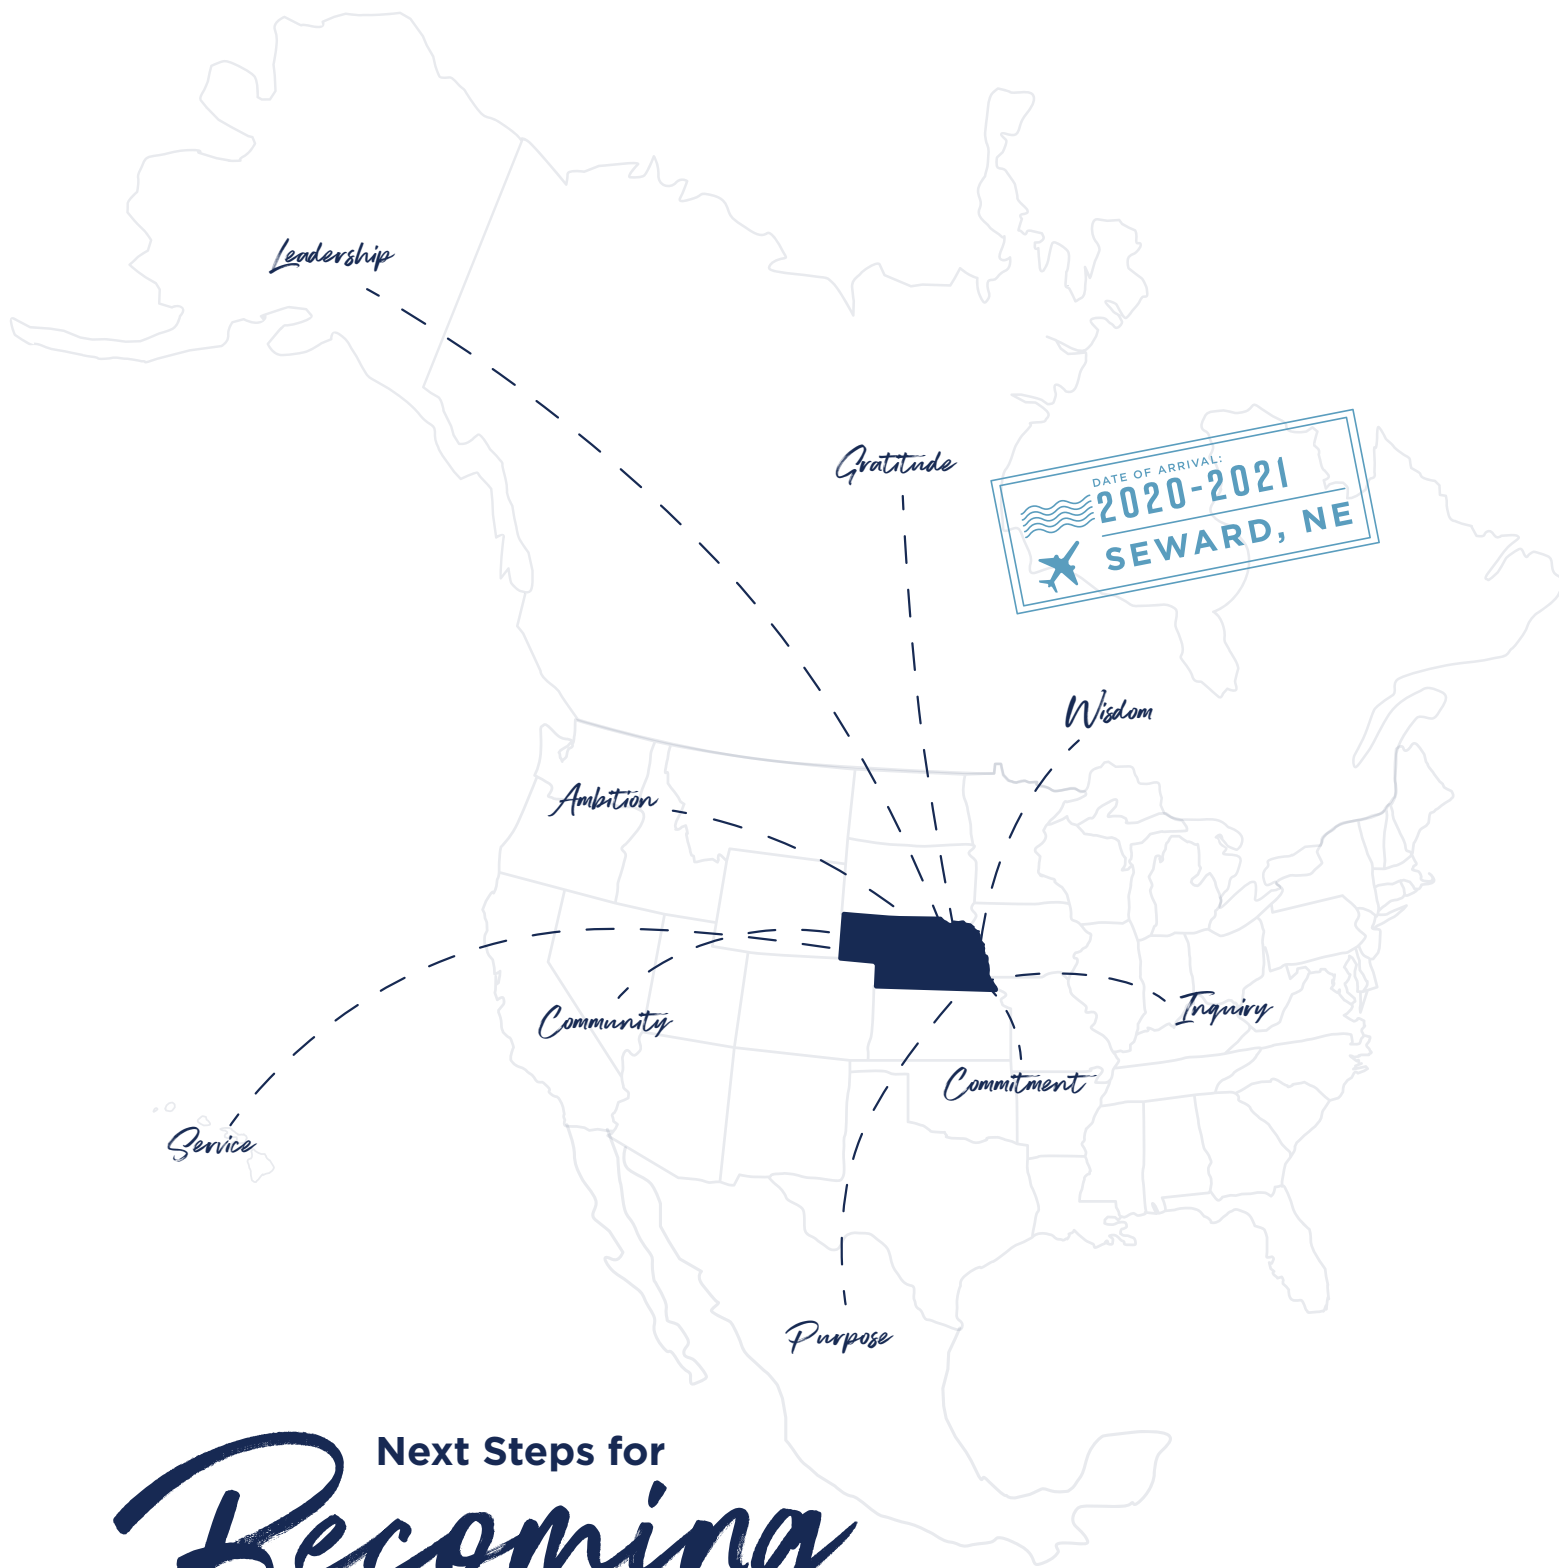 Leadership
Gratitude
DATE OF ARRIVAL:
2020-2021
SEWARD, NE
Wisdom
Ambition
Community
Inquiry
Commitment
Service
Purpose
Next Steps for
Becoming